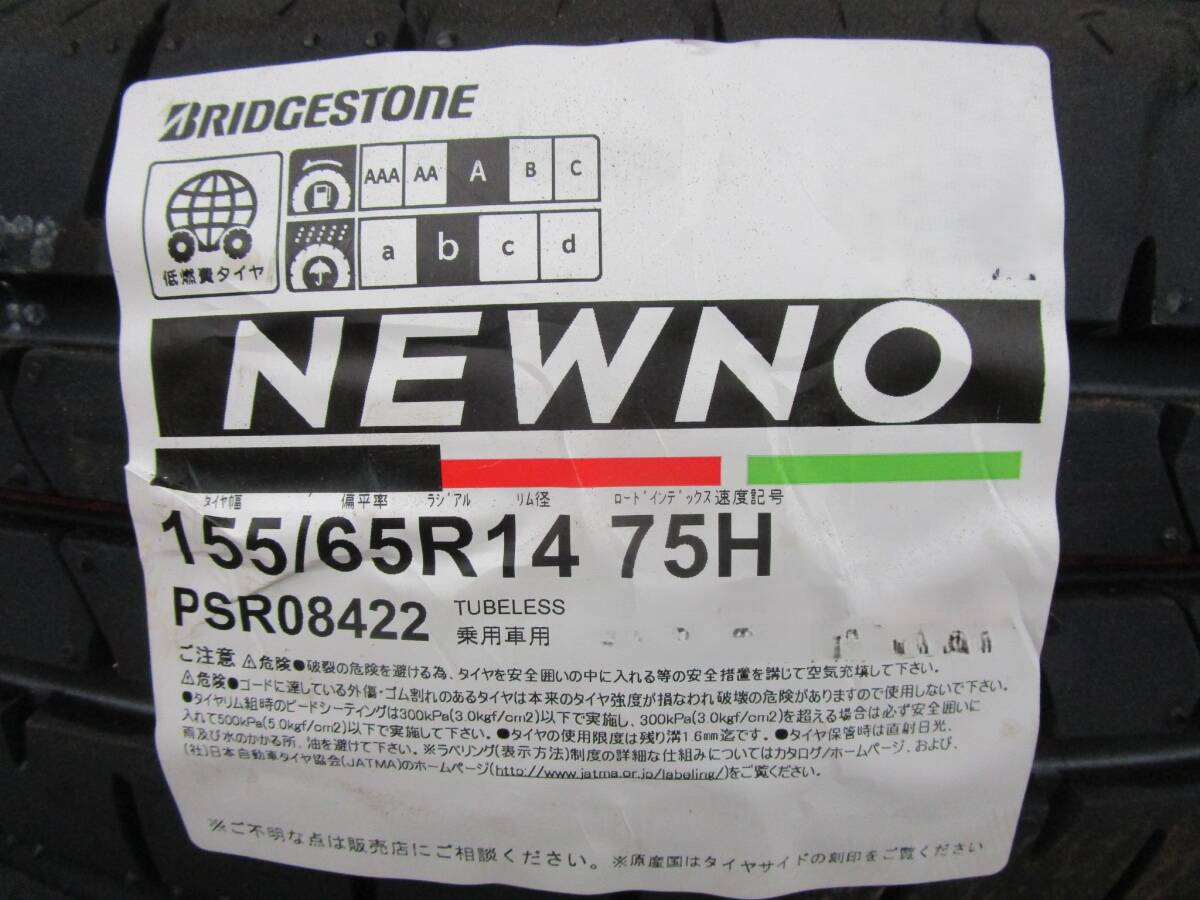 BRIDGESTONE
AAA AA A B C
a b c d
低燃費タイヤ
NEWNO
タイヤ幅 偏平率 ラジアル リム径 ロードインデックス 速度記号
155/65R14 75H
PSR08422 TUBELESS
乗用車用
ご注意 ⚠危険●破裂の危険を避ける為、タイヤを安全囲いの中に入れる等の安全措置を講じて空気充填して下さい。
⚠危険●コードに達している外傷・ゴム割れのあるタイヤは本来のタイヤ強度が損なわれ破壊の危険がありますので使用しないで下さい。
●タイヤリム組時のビードシーティングは300kPa(3.0kgf/cm2)以下で実施し、300kPa(3.0kgf/cm2)を超える場合は必ず安全囲いに
入れて500kPa(5.0kgf/cm2)以下で実施して下さい。●タイヤの使用限度は残り溝1.6mm迄です。●タイヤ保管時は直射日光、
雨及び水のかかる所、油を避けて下さい。※ラベリング(表示方法)制度の詳細な仕組みについてはカタログ/ホームページ、および、
(社)日本自動車タイヤ協会(JATMA)のホームページ(http://www.jatma.or.jp/labeling/)をご覧ください。
※ご不明な点は販売店にご相談ください。※原産国はタイヤサイドの刻印をご覧ください